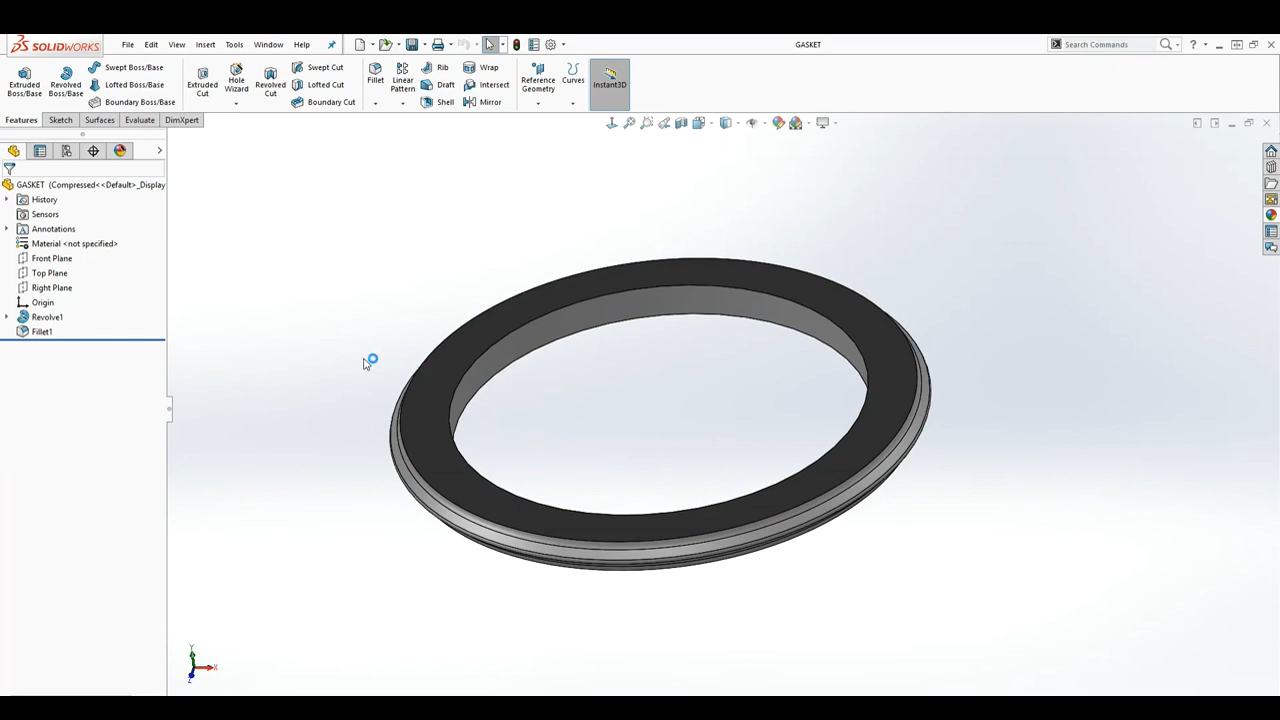 SOLIDWORKS
File Edit View Insert Tools Window Help
GASKET
Search Commands
Extruded Boss/Base
Revolved Boss/Base
Swept Boss/Base
Lofted Boss/Base
Boundary Boss/Base
Extruded Cut
Hole Wizard
Revolved Cut
Swept Cut
Lofted Cut
Boundary Cut
Fillet
Linear Pattern
Rib
Draft
Shell
Wrap
Intersect
Mirror
Reference Geometry
Curves
Instant3D
Features Sketch Surfaces Evaluate DimXpert
GASKET (Compressed<<Default>_Display
History
Sensors
Annotations
Material <not specified>
Front Plane
Top Plane
Right Plane
Origin
Revolve1
Fillet1
Y
X
Z